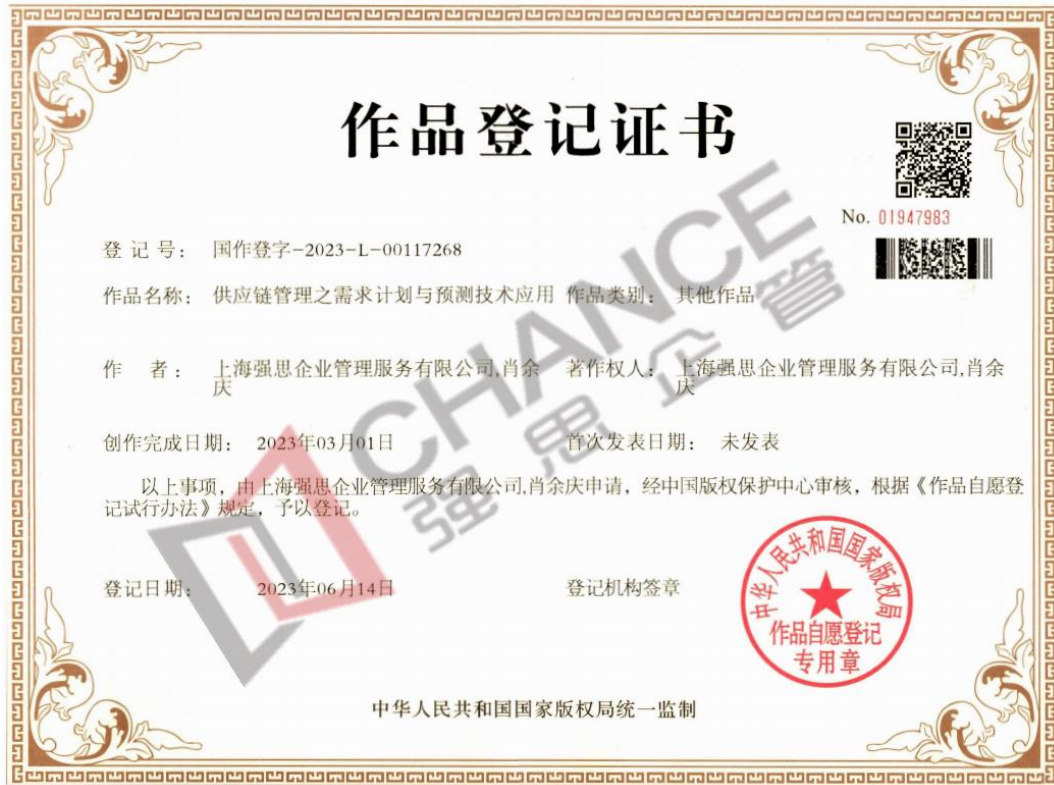 作品登记证书
No. 01947983
登 记 号： 国作登字-2023-L-00117268
作品名称： 供应链管理之需求计划与预测技术应用 作品类别： 其他作品
作 者： 上海强思企业管理服务有限公司,肖余庆 著作权人： 上海强思企业管理服务有限公司,肖余庆
创作完成日期： 2023年03月01日 首次发表日期： 未发表
以上事项，由上海强思企业管理服务有限公司,肖余庆申请，经中国版权保护中心审核，根据《作品自愿登
记试行办法》规定，予以登记。
登记日期： 2023年06月14日 登记机构签章
中华人民共和国国家版权局
作品自愿登记
专用章
中华人民共和国国家版权局统一监制
CHANCE
强思企管